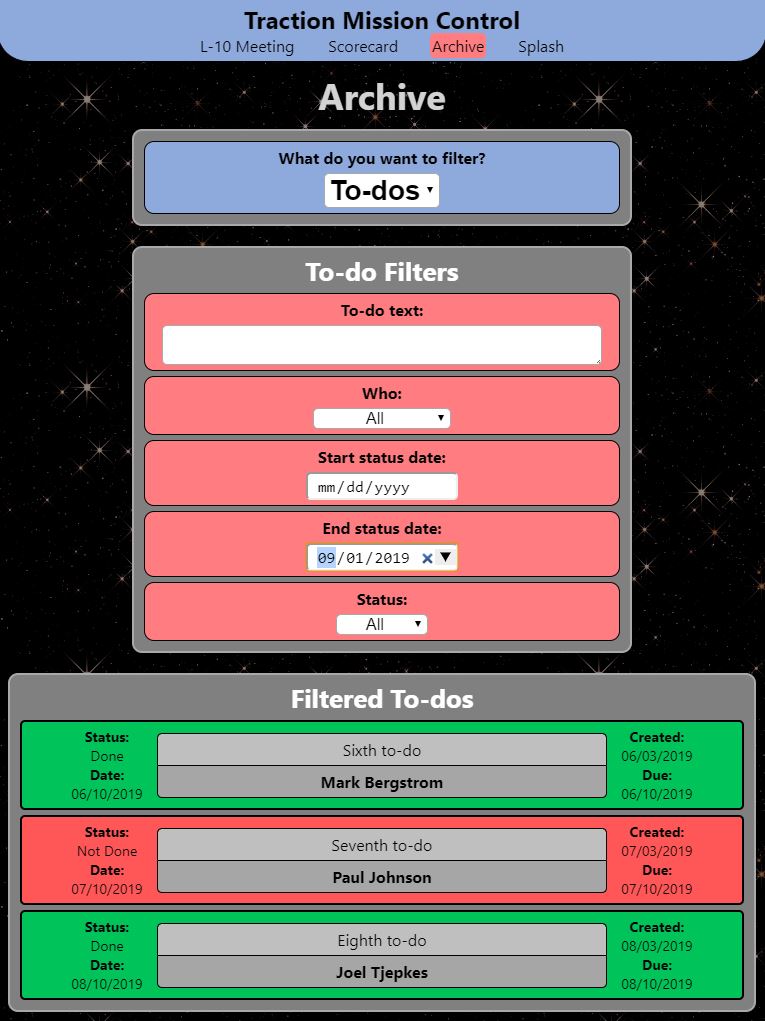 Traction Mission Control
L-10 Meeting Scorecard Archive Splash
Archive
What do you want to filter?
To-dos
To-do Filters
To-do text:
Who:
All
Start status date:
mm/dd/yyyy
End status date:
09/01/2019
Status:
All
Filtered To-dos
Status:
Done
Date:
06/10/2019
Sixth to-do
Mark Bergstrom
Created:
06/03/2019
Due:
06/10/2019
Status:
Not Done
Date:
07/10/2019
Seventh to-do
Paul Johnson
Created:
07/03/2019
Due:
07/10/2019
Status:
Done
Date:
08/10/2019
Eighth to-do
Joel Tjepkes
Created:
08/03/2019
Due:
08/10/2019